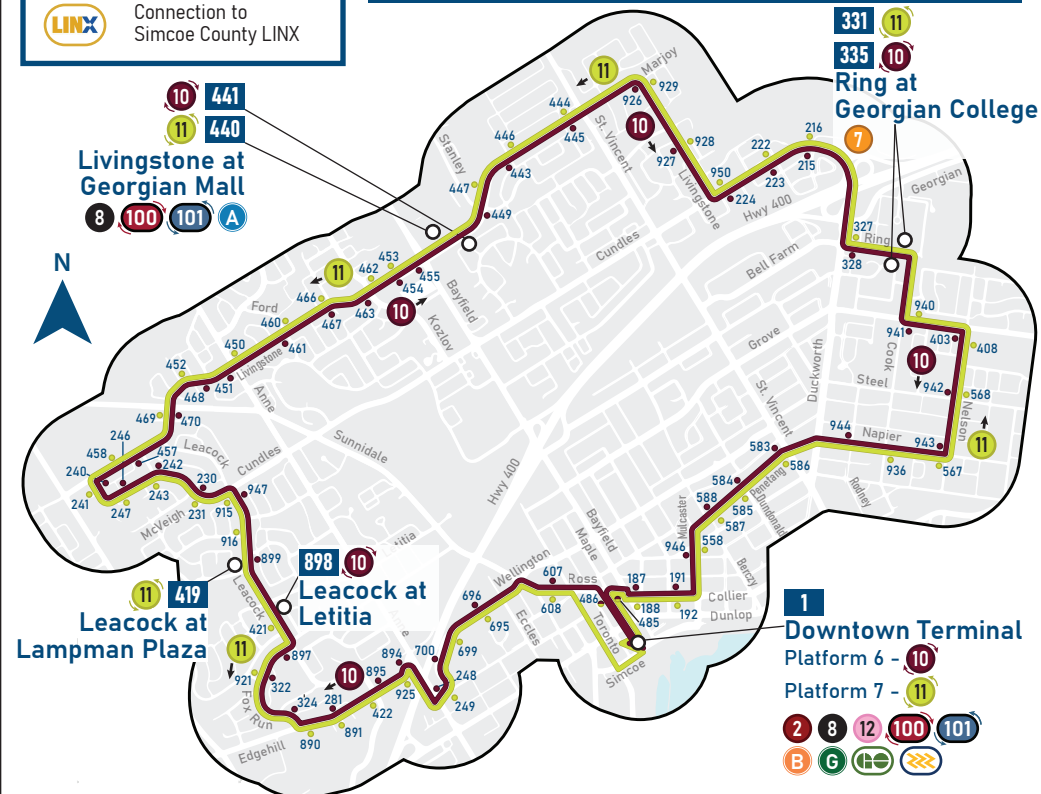 LINX
Connection to
Simcoe County LINX
331 11
335 10
Ring at
Georgian College
7
10 441
11 440
Livingstone at
Georgian Mall
8 100 101 A
N
11
Marjoy
926
929
444
445
St. Vincent
10
927
928
Livingstone
446
443
Stanley
447
449
950
224
222
223
216
215
Hwy 400
Georgian
327
Ring
328
Cundles
Bell Farm
453
462
11
455
454
463
10
Bayfield
Kozlov
466
467
Ford
460
461
450
Livingstone
451
452
468
Anne
469
470
940
941
403
408
10
Cook
Steel
942
568
Nelson
11
Grove
Duckworth
St. Vincent
944
Napier
943
936
567
583
586
584
Penetang
585
588
587
Dundonald
Rodney
Mulcaster
558
946
Berczy
246
458
457
240
242
241
247
243
Leacock
Cundles
230
231
McVeigh
915
947
916
899
Sunnidale
Hwy 400
11 419
Leacock at
Lampman Plaza
898 10
Leacock at
Letitia
Leacock
421
11
897
921
322
Fox Run
324
281
10
895
894
925
422
891
890
Edgehill
700
248
249
699
696
695
Wellington
Eccles
607
608
Ross
Bayfield
Maple
486
Toronto
Simcoe
187
188
485
191
192
Collier
Dunlop
1
Downtown Terminal
Platform 6 - 10
Platform 7 - 11
2 8 12 100 101
B G GO